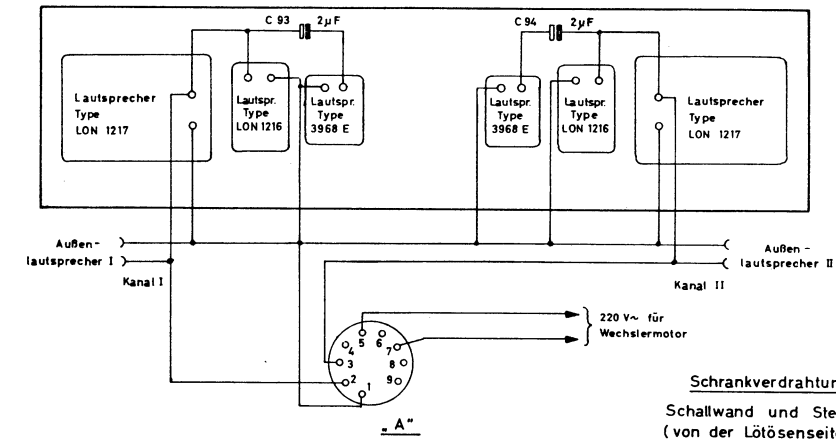 C 93
2µF
C 94
2µF
Lautsprecher
Type
LON 1217
Lautspr.
Type
LON 1216
Lautspr.
Type
3968 E
Lautspr.
Type
3968 E
Lautspr.
Type
LON 1216
Lautsprecher
Type
LON 1217
Außen-
lautsprecher I
Kanal I
Außen-
lautsprecher II
Kanal II
220 V~ für
Wechslermotor
5
6
4
7
3
8
2
1
9
„A“
Schrankverdrahtun
Schallwand und Ste
(von der Lötösenseit